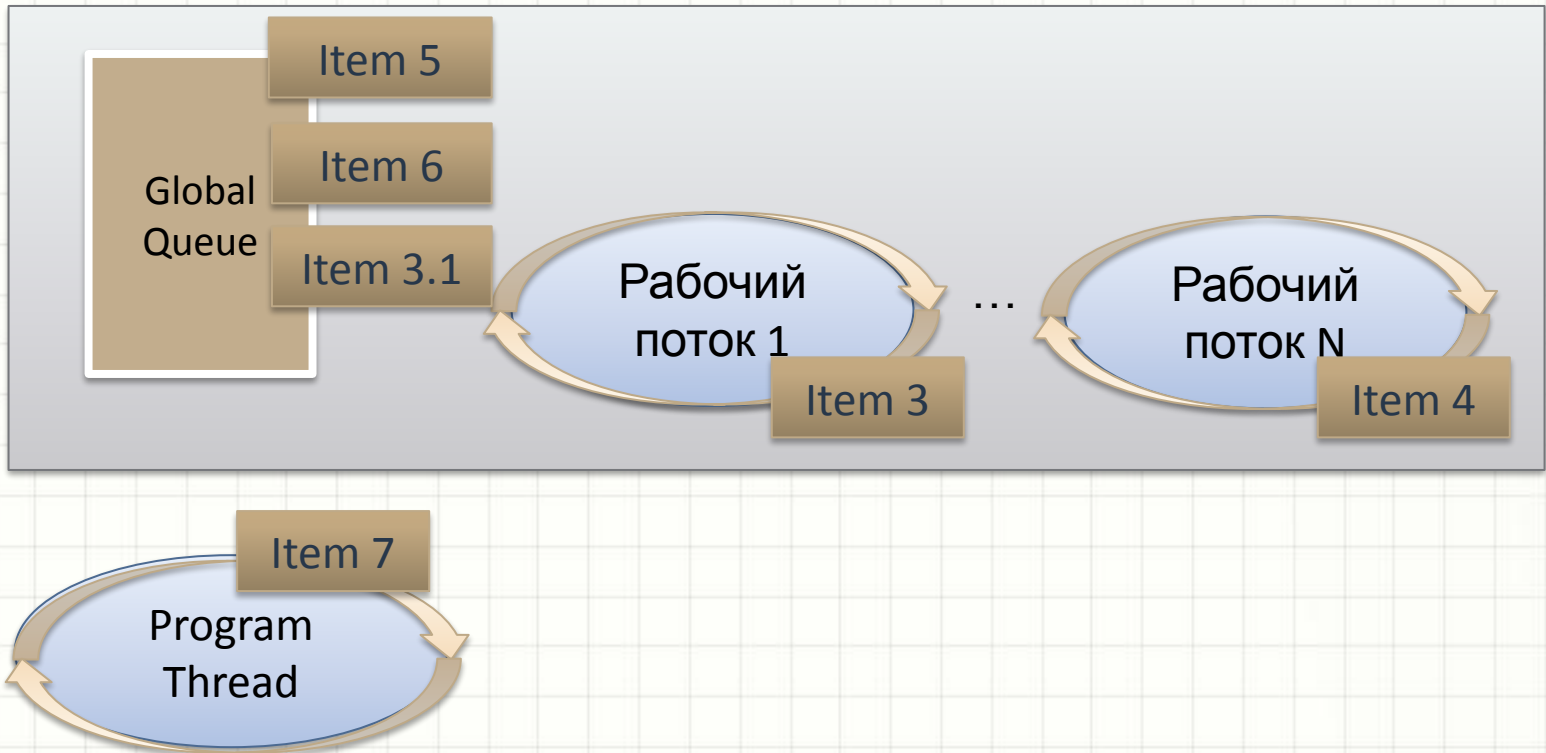 Item 5
Item 6
Global
Queue
Item 3.1
Рабочий
поток 1
Item 3
…
Рабочий
поток N
Item 4
Item 7
Program
Thread